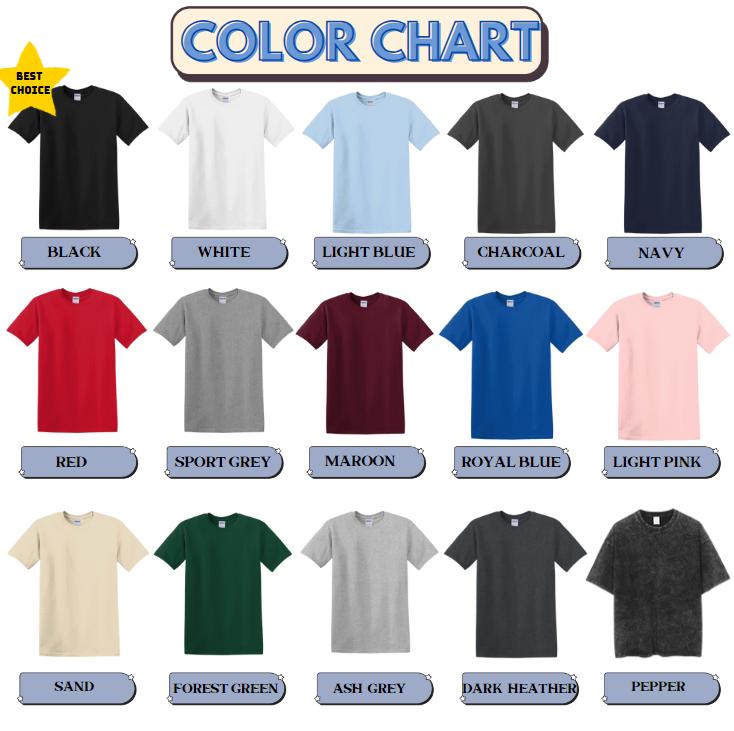 COLOR CHART
BEST
CHOICE
BLACK
WHITE
LIGHT BLUE
CHARCOAL
NAVY
RED
SPORT GREY
MAROON
ROYAL BLUE
LIGHT PINK
SAND
FOREST GREEN
ASH GREY
DARK HEATHER
PEPPER